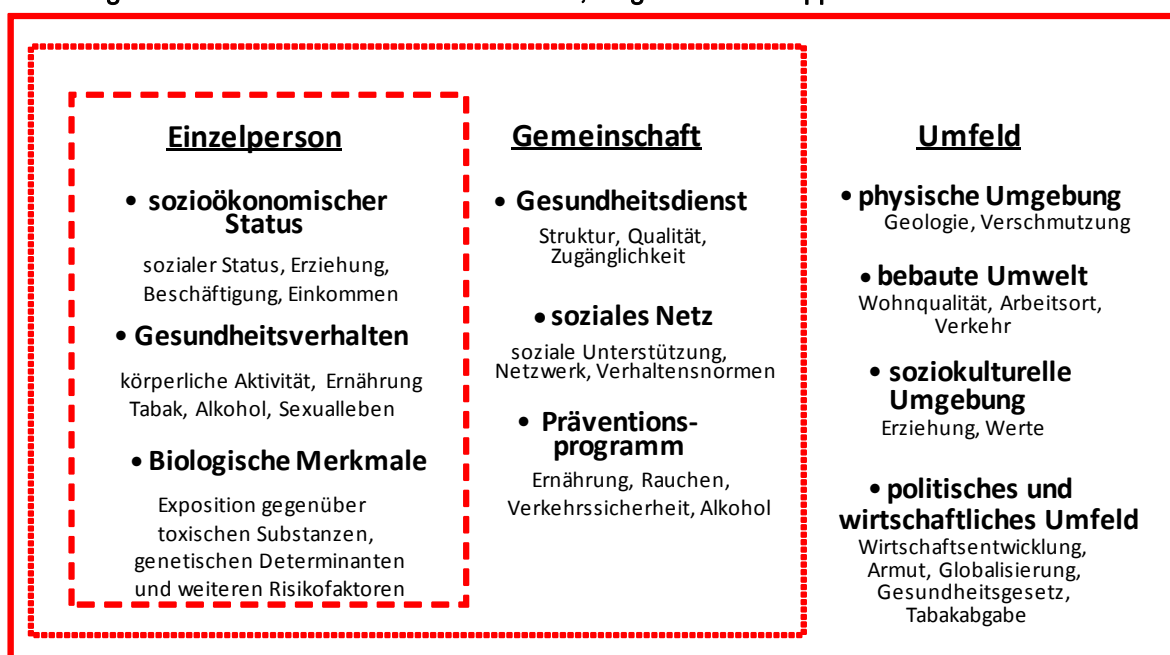 Einzelperson
• sozioökonomischer
Status
sozialer Status, Erziehung,
Beschäftigung, Einkommen
• Gesundheitsverhalten
körperliche Aktivität, Ernährung
Tabak, Alkohol, Sexualleben
• Biologische Merkmale
Exposition gegenüber
toxischen Substanzen,
genetischen Determinanten
und weiteren Risikofaktoren
Gemeinschaft
• Gesundheitsdienst
Struktur, Qualität,
Zugänglichkeit
• soziales Netz
soziale Unterstützung,
Netzwerk, Verhaltensnormen
• Präventions-
programm
Ernährung, Rauchen,
Verkehrssicherheit, Alkohol
Umfeld
• physische Umgebung
Geologie, Verschmutzung
• bebaute Umwelt
Wohnqualität, Arbeitsort,
Verkehr
• soziokulturelle
Umgebung
Erziehung, Werte
• politisches und
wirtschaftliches Umfeld
Wirtschaftsentwicklung,
Armut, Globalisierung,
Gesundheitsgesetz,
Tabakabgabe